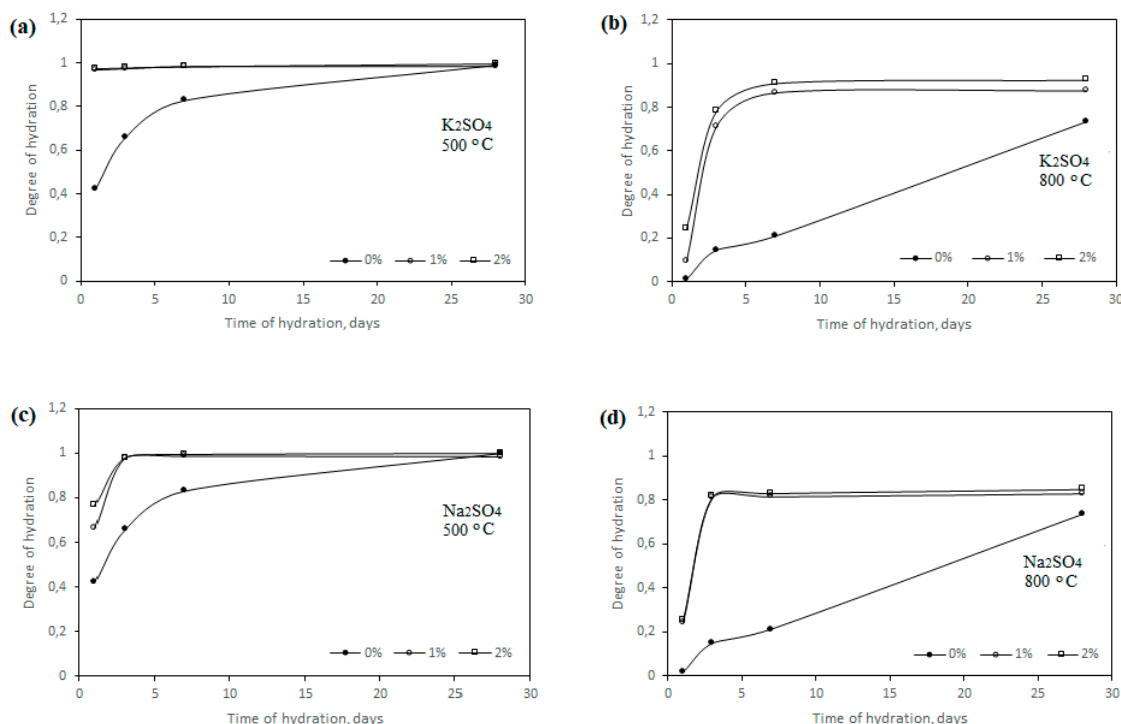 (a)
1,2
1
0,8
0,6
0,4
0,2
0
Degree of hydration
K2SO4
500 °C
0% 1% 2%
0 5 10 15 20 25 30
Time of hydration, days
(b)
1,2
1
0,8
0,6
0,4
0,2
0
Degree of hydration
K2SO4
800 °C
0% 1% 2%
0 5 10 15 20 25 30
Time of hydration, days
(c)
1,2
1
0,8
0,6
0,4
0,2
0
Degree of hydration
Na2SO4
500 °C
0% 1% 2%
0 5 10 15 20 25 30
Time of hydration, days
(d)
1,2
1
0,8
0,6
0,4
0,2
0
Degree of hydration
Na2SO4
800 °C
0% 1% 2%
0 5 10 15 20 25 30
Time of hydration, days